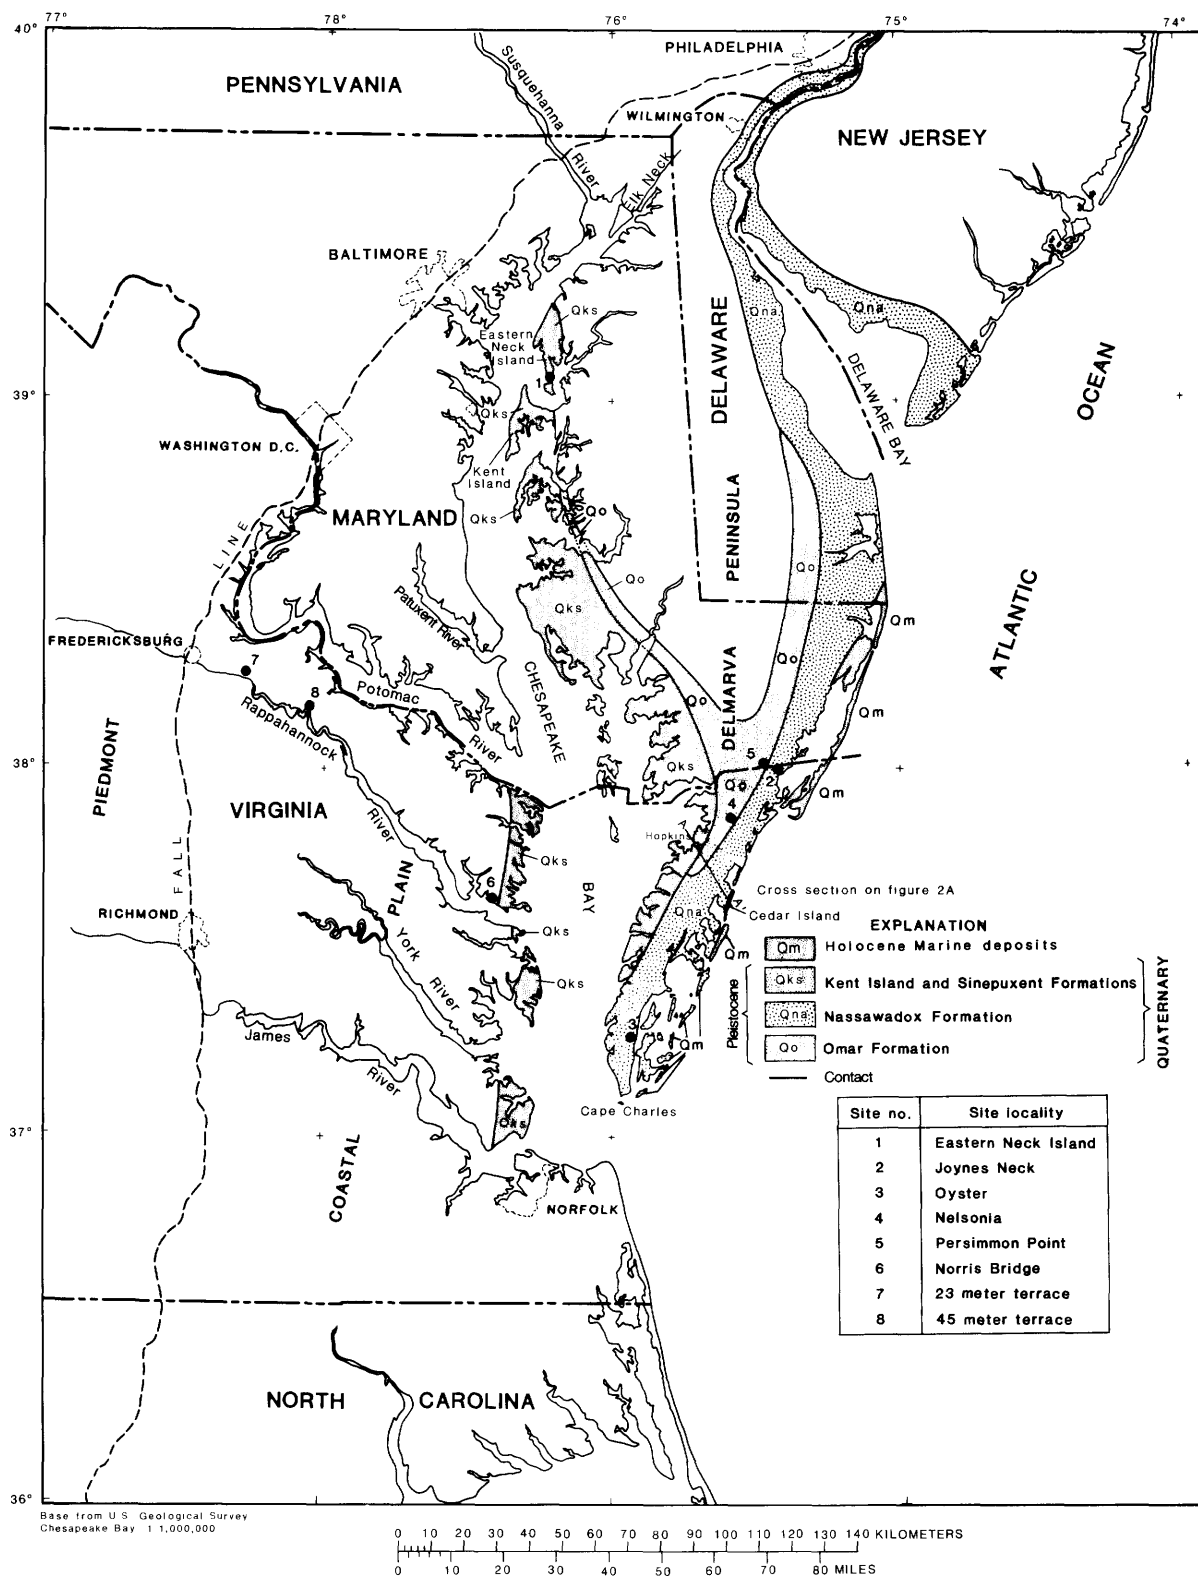 77°
78°
76°
75°
74°
40°
PHILADELPHIA
PENNSYLVANIA
Susquehanna
River
WILMINGTON
NEW JERSEY
Elk Neck
BALTIMORE
Qks
Eastern
Neck
Island
1
Qna
Qna
DELAWARE
DELAWARE BAY
OCEAN
39°
Qks
WASHINGTON D.C.
Kent
Island
MARYLAND
Qks
Qo
PENINSULA
LINE
Qo
Qks
Qo
Patuxent River
Qm
ATLANTIC
FREDERICKSBURG
7
8
Potomac
River
CHESAPEAKE
Qo
Qo
DELMARVA
Qm
Rappahannock
River
PIEDMONT
38°
Qks
5
2
Qo
4
Qm
VIRGINIA
Hopkins
A
Qks
PLAIN
6
BAY
Cross section on figure 2A
A'
Cedar Island
FALL
RICHMOND
York
River
Qks
Qna
Qm
Qks
3
Qm
EXPLANATION
Qm Holocene Marine deposits
Qks Kent Island and Sinepuxent Formations
Qna Nassawadox Formation
Qo Omar Formation
Contact
Pleistocene
QUATERNARY
James
River
Cape Charles
37°
Qks
COASTAL
NORFOLK
Site no. Site locality
1 Eastern Neck Island
2 Joynes Neck
3 Oyster
4 Nelsonia
5 Persimmon Point
6 Norris Bridge
7 23 meter terrace
8 45 meter terrace
NORTH CAROLINA
36°
Base from U S Geological Survey
Chesapeake Bay 1 1,000,000
0 10 20 30 40 50 60 70 80 90 100 110 120 130 140 KILOMETERS
0 10 20 30 40 50 60 70 80 MILES